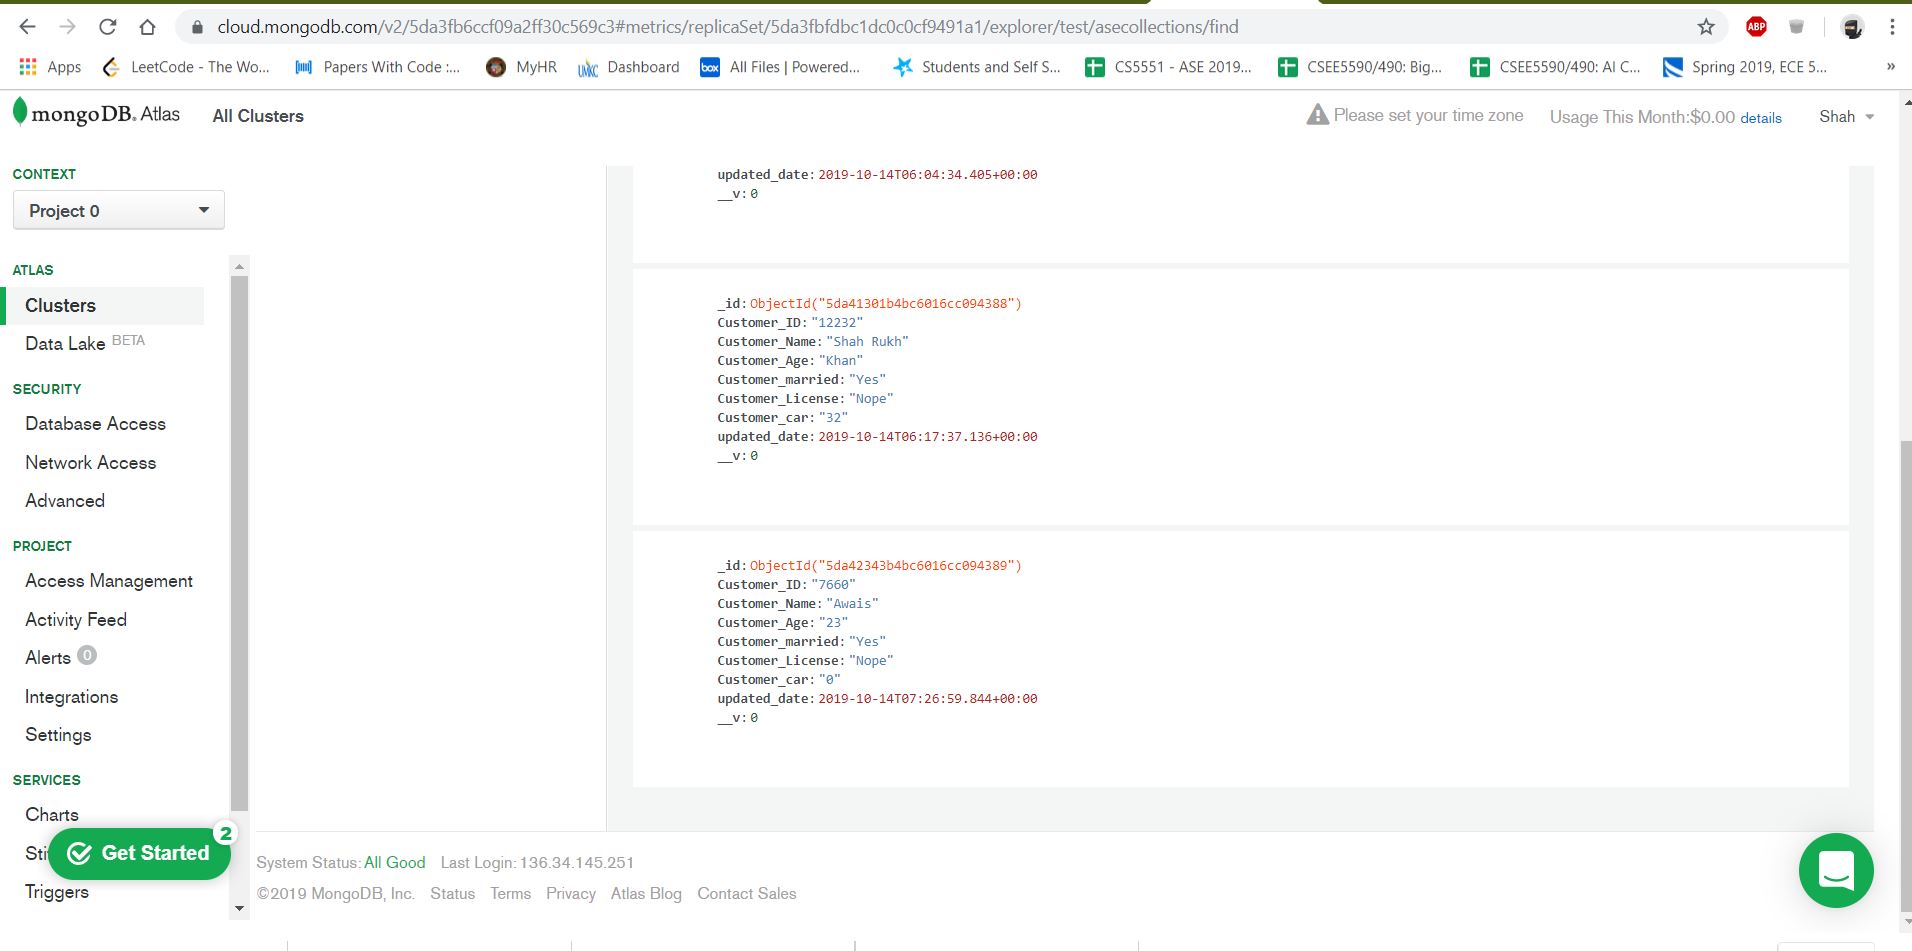 cloud.mongodb.com/v2/5da3fb6ccf09a2ff30c569c3#metrics/replicaSet/5da3fbfdbc1dc0c0cf9491a1/explorer/test/asecollections/find
ABP
Apps LeetCode - The Wo... Papers With Code :... MyHR UMKC Dashboard box All Files | Powered... Students and Self S... CS5551 - ASE 2019... CSEE5590/490: Big... CSEE5590/490: AI C... Spring 2019, ECE 5... »
mongoDB. Atlas All Clusters Please set your time zone Usage This Month:$0.00 details Shah
CONTEXT
Project 0
ATLAS
Clusters
Data Lake BETA
SECURITY
Database Access
Network Access
Advanced
PROJECT
Access Management
Activity Feed
Alerts 0
Integrations
Settings
SERVICES
Charts
Sti
Get Started 2
Triggers
updated_date: 2019-10-14T06:04:34.405+00:00
__v: 0
_id: ObjectId("5da41301b4bc6016cc094388")
Customer_ID: "12232"
Customer_Name: "Shah Rukh"
Customer_Age: "Khan"
Customer_married: "Yes"
Customer_License: "Nope"
Customer_car: "32"
updated_date: 2019-10-14T06:17:37.136+00:00
__v: 0
_id: ObjectId("5da42343b4bc6016cc094389")
Customer_ID: "7660"
Customer_Name: "Awais"
Customer_Age: "23"
Customer_married: "Yes"
Customer_License: "Nope"
Customer_car: "0"
updated_date: 2019-10-14T07:26:59.844+00:00
__v: 0
System Status: All Good Last Login: 136.34.145.251
©2019 MongoDB, Inc. Status Terms Privacy Atlas Blog Contact Sales